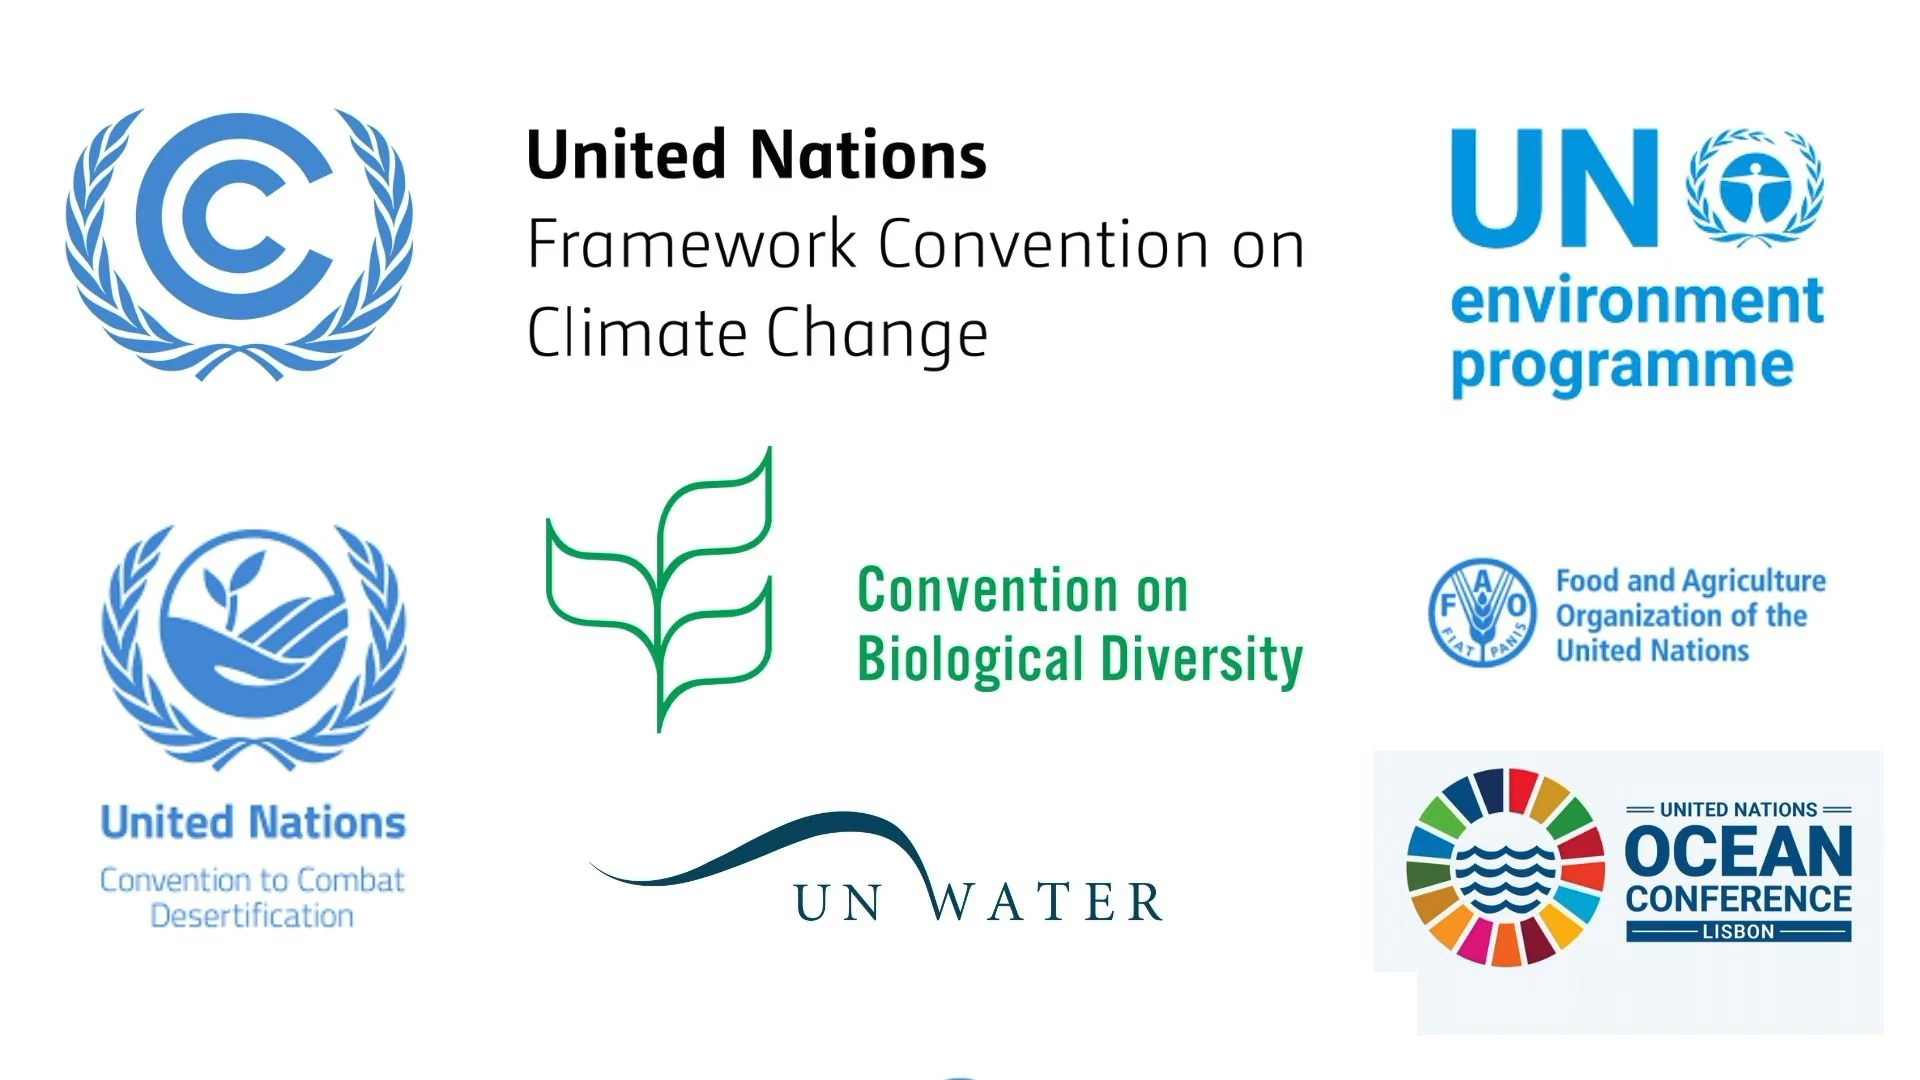 United Nations
Framework Convention on
Climate Change
UN
environment
programme
United Nations
Convention to Combat
Desertification
Convention on
Biological Diversity
F A O
FIAT PANIS
Food and Agriculture
Organization of the
United Nations
UN WATER
UNITED NATIONS
OCEAN
CONFERENCE
LISBON